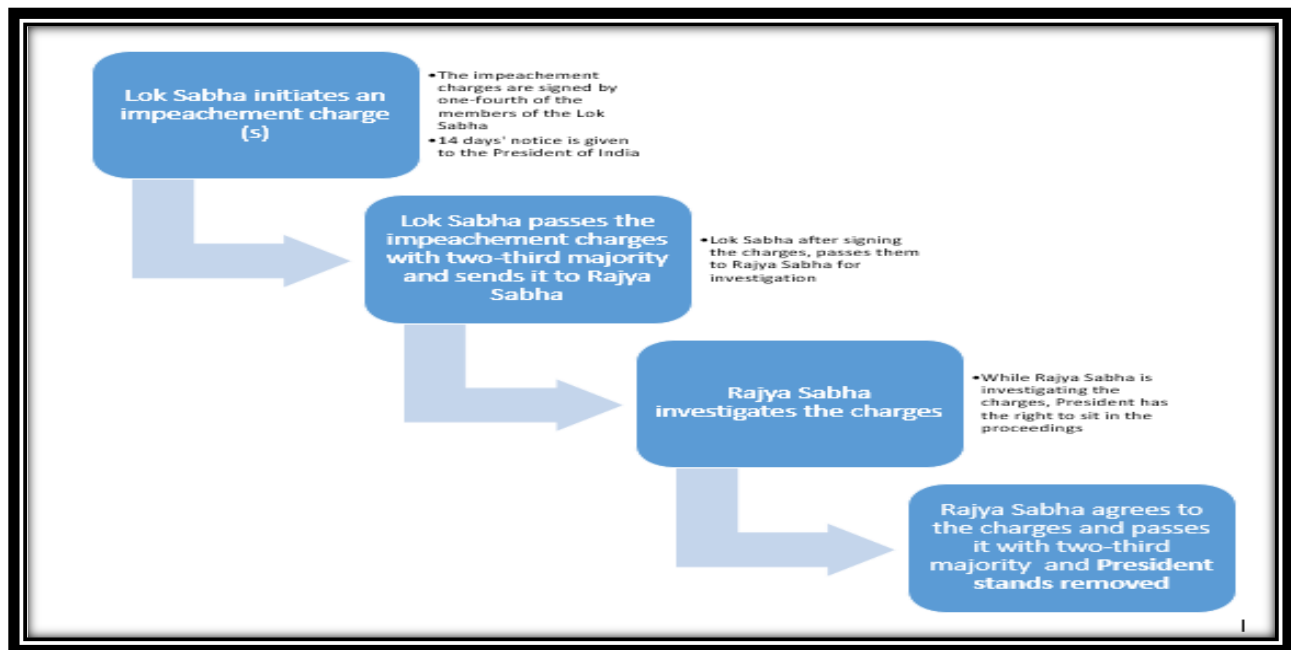 Lok Sabha initiates an
impeachement charge
(s)
•The impeachement
charges are signed by
one-fourth of the
members of the Lok
Sabha
•14 days' notice is given
to the President of India
Lok Sabha passes the
impeachement charges
with two-third majority
and sends it to Rajya
Sabha
•Lok Sabha after signing
the charges, passes them
to Rajya Sabha for
investigation
Rajya Sabha
investigates the charges
•While Rajya Sabha is
investigating the
charges, President has
the right to sit in the
proceedings
Rajya Sabha agrees to
the charges and passes
it with two-third
majority and President
stands removed
I